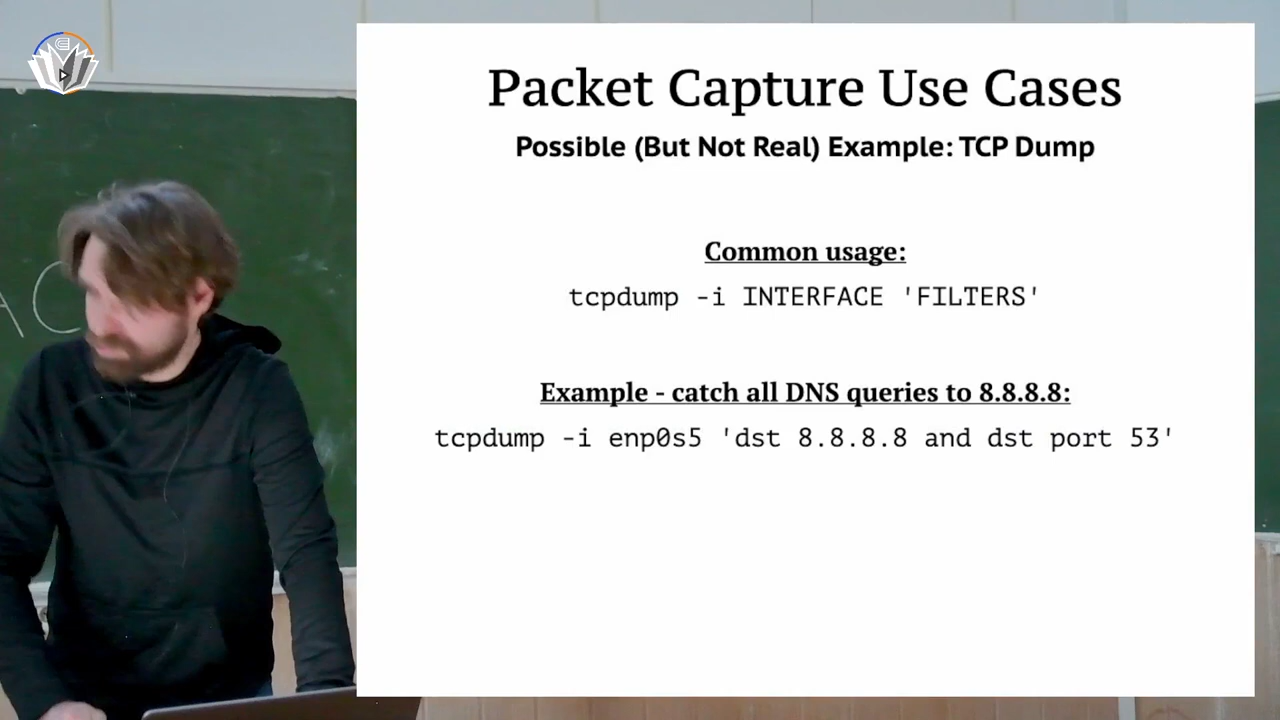 Packet Capture Use Cases
Possible (But Not Real) Example: TCP Dump
Common usage:
tcpdump -i INTERFACE 'FILTERS'
Example - catch all DNS queries to 8.8.8.8:
tcpdump -i enp0s5 'dst 8.8.8.8 and dst port 53'